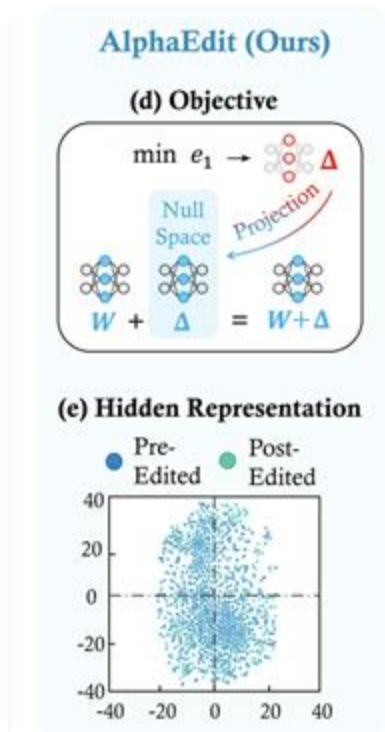 AlphaEdit (Ours)
(d) Objective
min e₁ → Δ
Null
Space
Projection
W + Δ = W+Δ
(e) Hidden Representation
Pre-
Edited
Post-
Edited
40
20
0
-20
-40
-40 -20 0 20 40